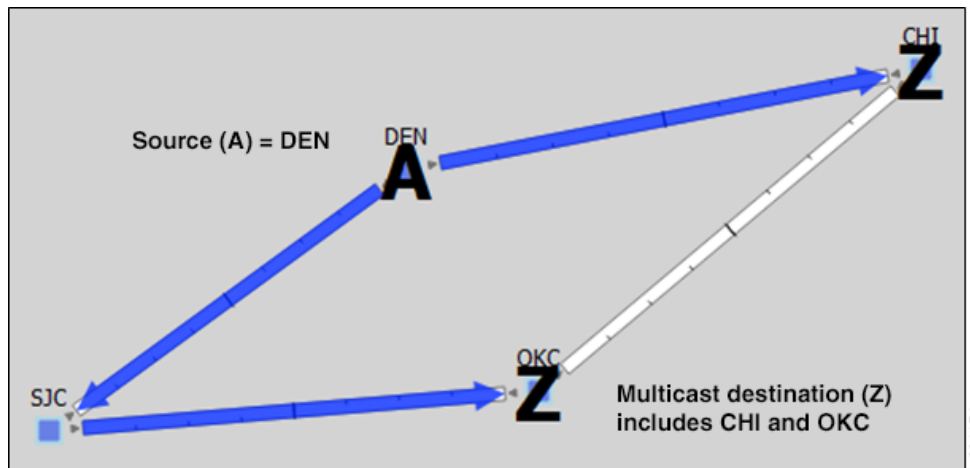 CHI
Z
DEN
Source (A) = DEN
A
OKC
SJC
Z
Multicast destination (Z)
includes CHI and OKC